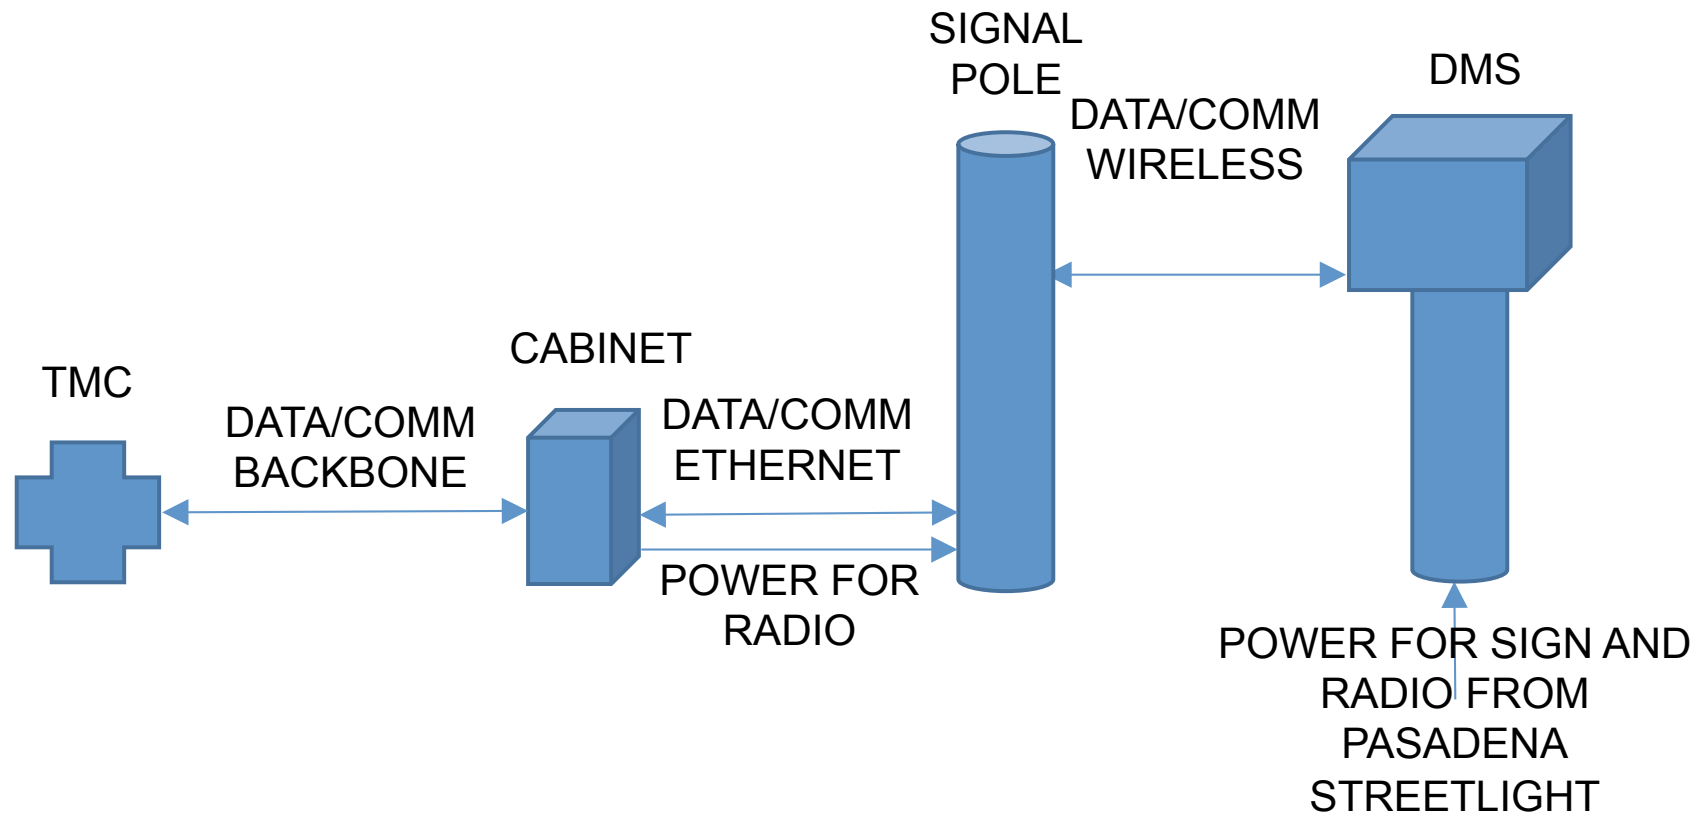 SIGNAL
POLE
DMS
DATA/COMM
WIRELESS
CABINET
TMC
DATA/COMM
BACKBONE
DATA/COMM
ETHERNET
POWER FOR
RADIO
POWER FOR SIGN AND
RADIO FROM
PASADENA
STREETLIGHT